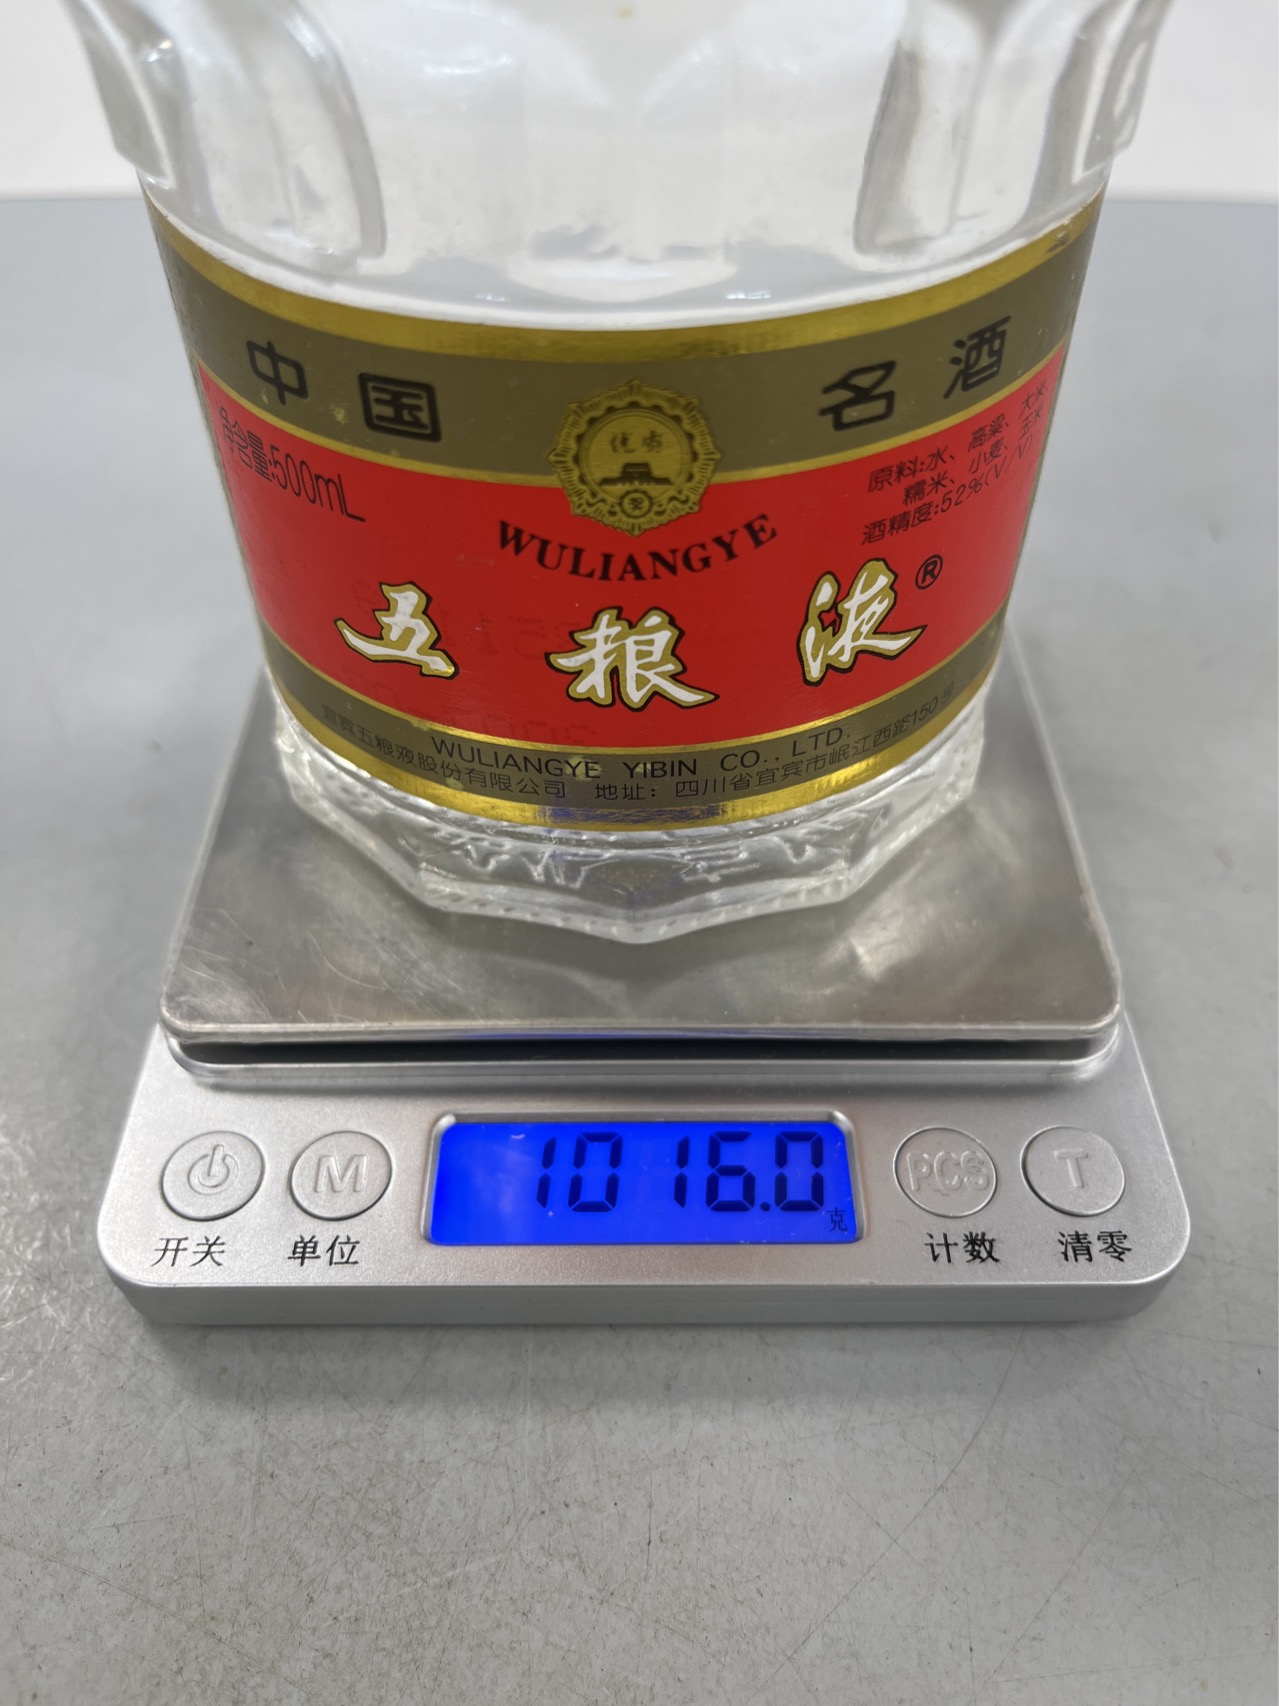 中国 名酒
净含量:500mL
优质
原料:水、高粱、大米、
糯米、小麦、玉米
酒精度:52%(V/V)
WULIANGYE
五粮液®
WULIANGYE YIBIN CO., LTD.
宜宾五粮液股份有限公司 地址：四川省宜宾市岷江西路150号
1016.0
克
M
PCS
T
开关
单位
计数
清零